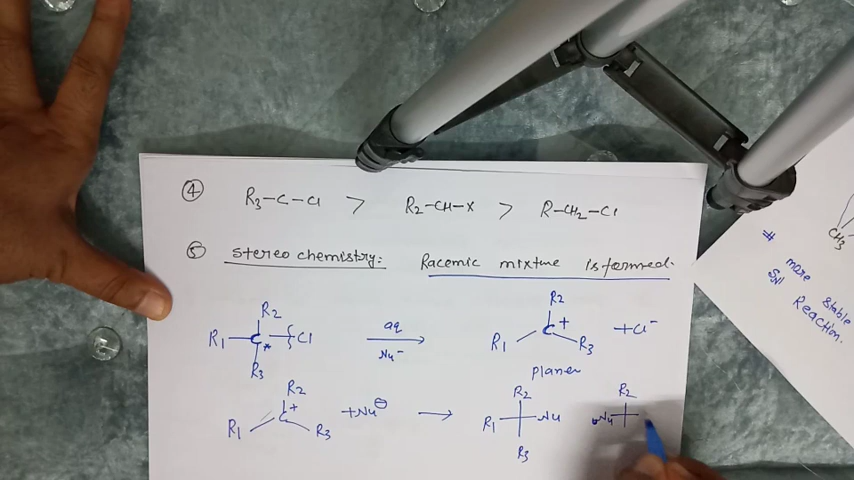 ④ R3-C-Cl > R2-CH-X > R-CH2-Cl
⑤ Stereo chemistry: Racemic mixture is formed.
R1 R2 C* R3 Cl aq Nu⁻ → R2 C+ R1 R3 + Cl⁻
planer
R2 C+ R1 R3 + Nu⊖ → R2 R1 Nu R3 R2 Nu
CH3
# more stable
SN1 Reaction.